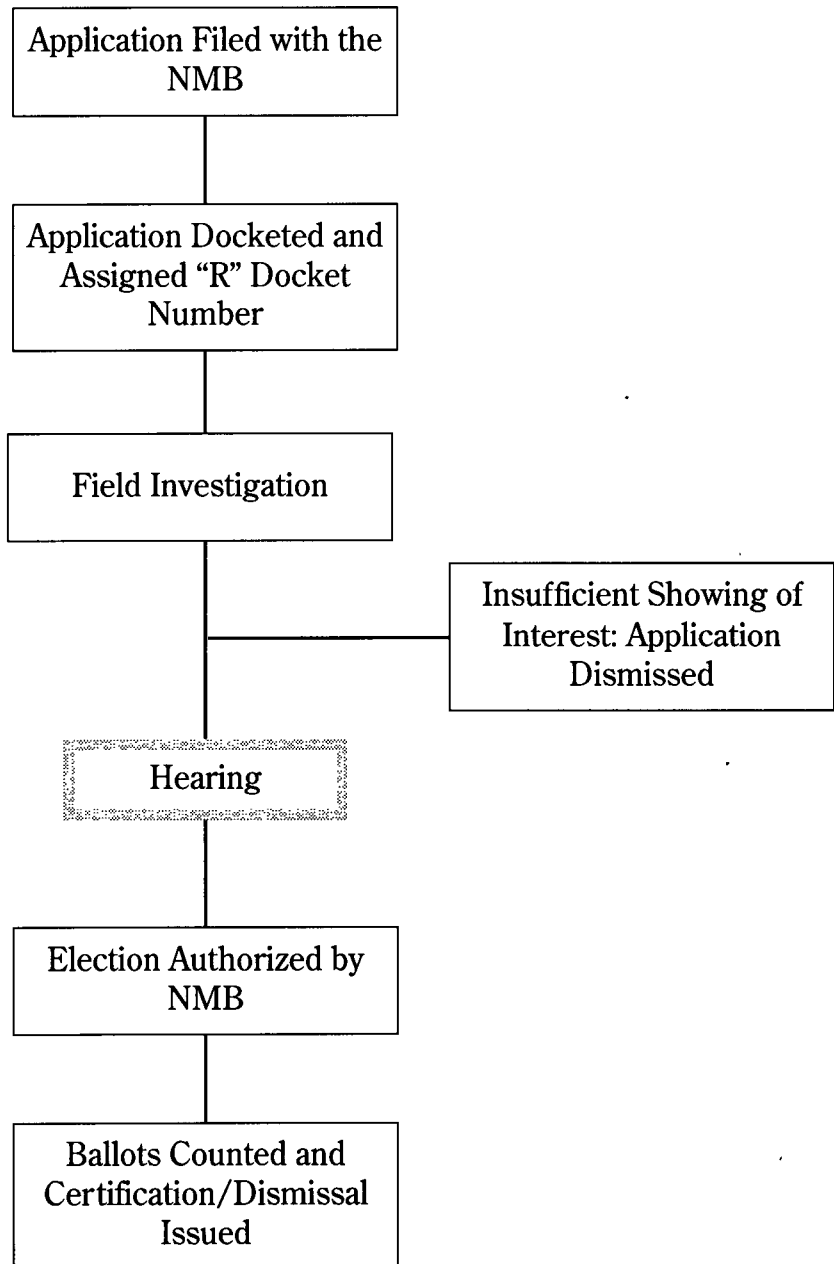 Application Filed with the
NMB
Application Docketed and
Assigned “R” Docket
Number
Field Investigation
Insufficient Showing of
Interest: Application
Dismissed
Hearing
Election Authorized by
NMB
Ballots Counted and
Certification/Dismissal
Issued